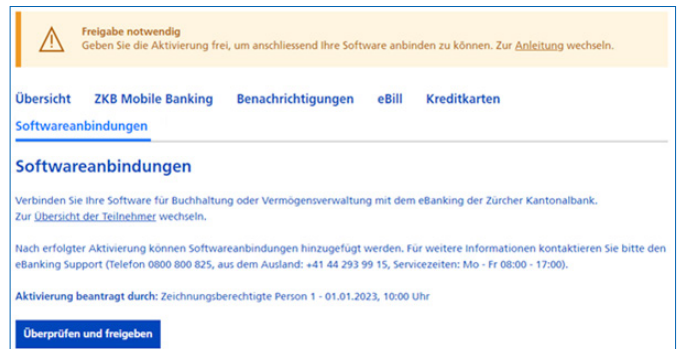 Freigabe notwendig
Geben Sie die Aktivierung frei, um anschliessend Ihre Software anbinden zu können. Zur Anleitung wechseln.
Übersicht ZKB Mobile Banking Benachrichtigungen eBill Kreditkarten
Softwareanbindungen
Softwareanbindungen
Verbinden Sie Ihre Software für Buchhaltung oder Vermögensverwaltung mit dem eBanking der Zürcher Kantonalbank.
Zur Übersicht der Teilnehmer wechseln.
Nach erfolgter Aktivierung können Softwareanbindungen hinzugefügt werden. Für weitere Informationen kontaktieren Sie bitte den
eBanking Support (Telefon 0800 800 825, aus dem Ausland: +41 44 293 99 15, Servicezeiten: Mo - Fr 08:00 - 17:00).
Aktivierung beantragt durch: Zeichnungsberechtigte Person 1 - 01.01.2023, 10:00 Uhr
Überprüfen und freigeben